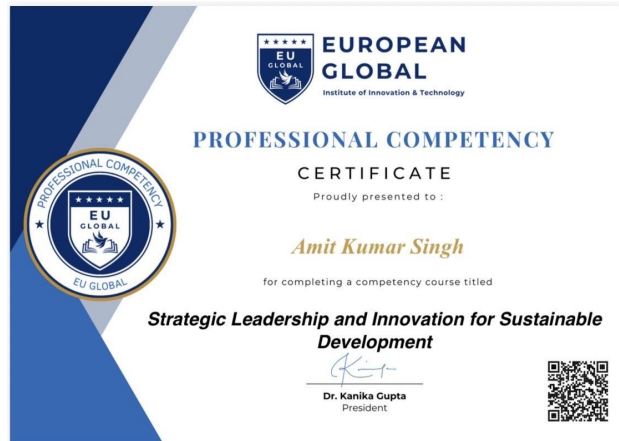 ★★★★★
EU
GLOBAL
EUROPEAN
GLOBAL
Institute of Innovation & Technology
PROFESSIONAL COMPETENCY
CERTIFICATE
Proudly presented to :
PROFESSIONAL COMPETENCY
★★★★★
EU
GLOBAL
EU GLOBAL
Amit Kumar Singh
for completing a competency course titled
Strategic Leadership and Innovation for Sustainable
Development
Dr. Kanika Gupta
President